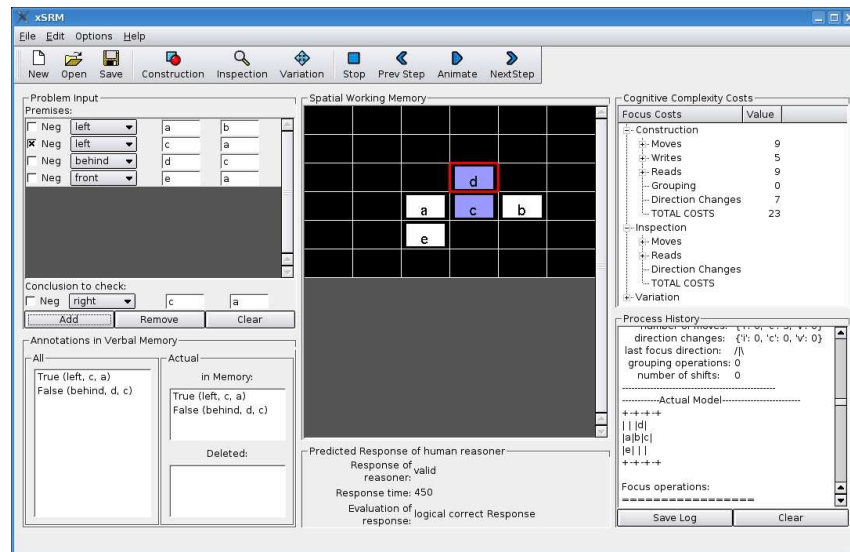 xSRM
File Edit Options Help
New Open Save Construction Inspection Variation Stop Prev Step Animate NextStep
Problem Input
Premises:
Neg left a b
Neg left c a
Neg behind d c
Neg front e a
Conclusion to check:
Neg right c a
Add Remove Clear
Annotations in Verbal Memory
All
True (left, c, a)
False (behind, d, c)
Actual
in Memory:
True (left, c, a)
False (behind, d, c)
Deleted:
Spatial Working Memory
d
a c b
e
Predicted Response of human reasoner
Response of reasoner: valid
Response time: 450
Evaluation of response: logical correct Response
Cognitive Complexity Costs
Focus Costs Value
Construction
Moves 9
Writes 5
Reads 9
Grouping 0
Direction Changes 7
TOTAL COSTS 23
Inspection
Moves
Reads
Direction Changes
TOTAL COSTS
Variation
Process History
direction changes: {'i': 0, 'c': 0, 'v': 0}
last focus direction: /|\
grouping operations: 0
number of shifts: 0
-----------Actual Model-----------
+-+-+-+
| | |d|
|a|b|c|
|e| | |
+-+-+-+
Focus operations:
=================
Save Log Clear